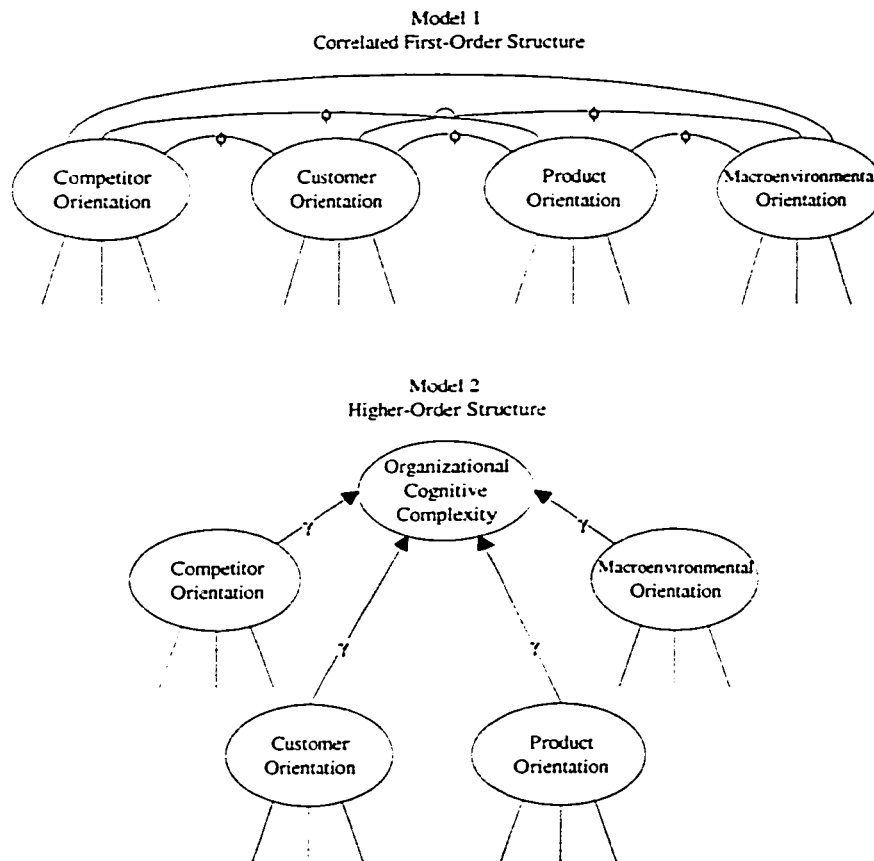 Model 1
Correlated First-Order Structure
ϕ
ϕ
ϕ
ϕ
ϕ
Competitor
Orientation
Customer
Orientation
Product
Orientation
Macroenvironmental
Orientation
Model 2
Higher-Order Structure
Organizational
Cognitive
Complexity
γ
γ
Competitor
Orientation
Macroenvironmental
Orientation
γ
γ
Customer
Orientation
Product
Orientation